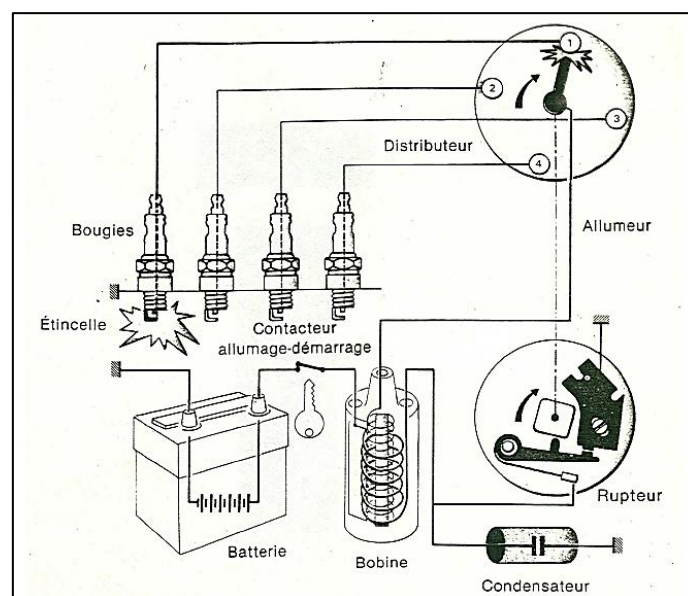 1
2
3
Distributeur
4
Bougies
Allumeur
Étincelle
Contacteur
allumage-démarrage
Rupteur
Batterie
Bobine
Condensateur